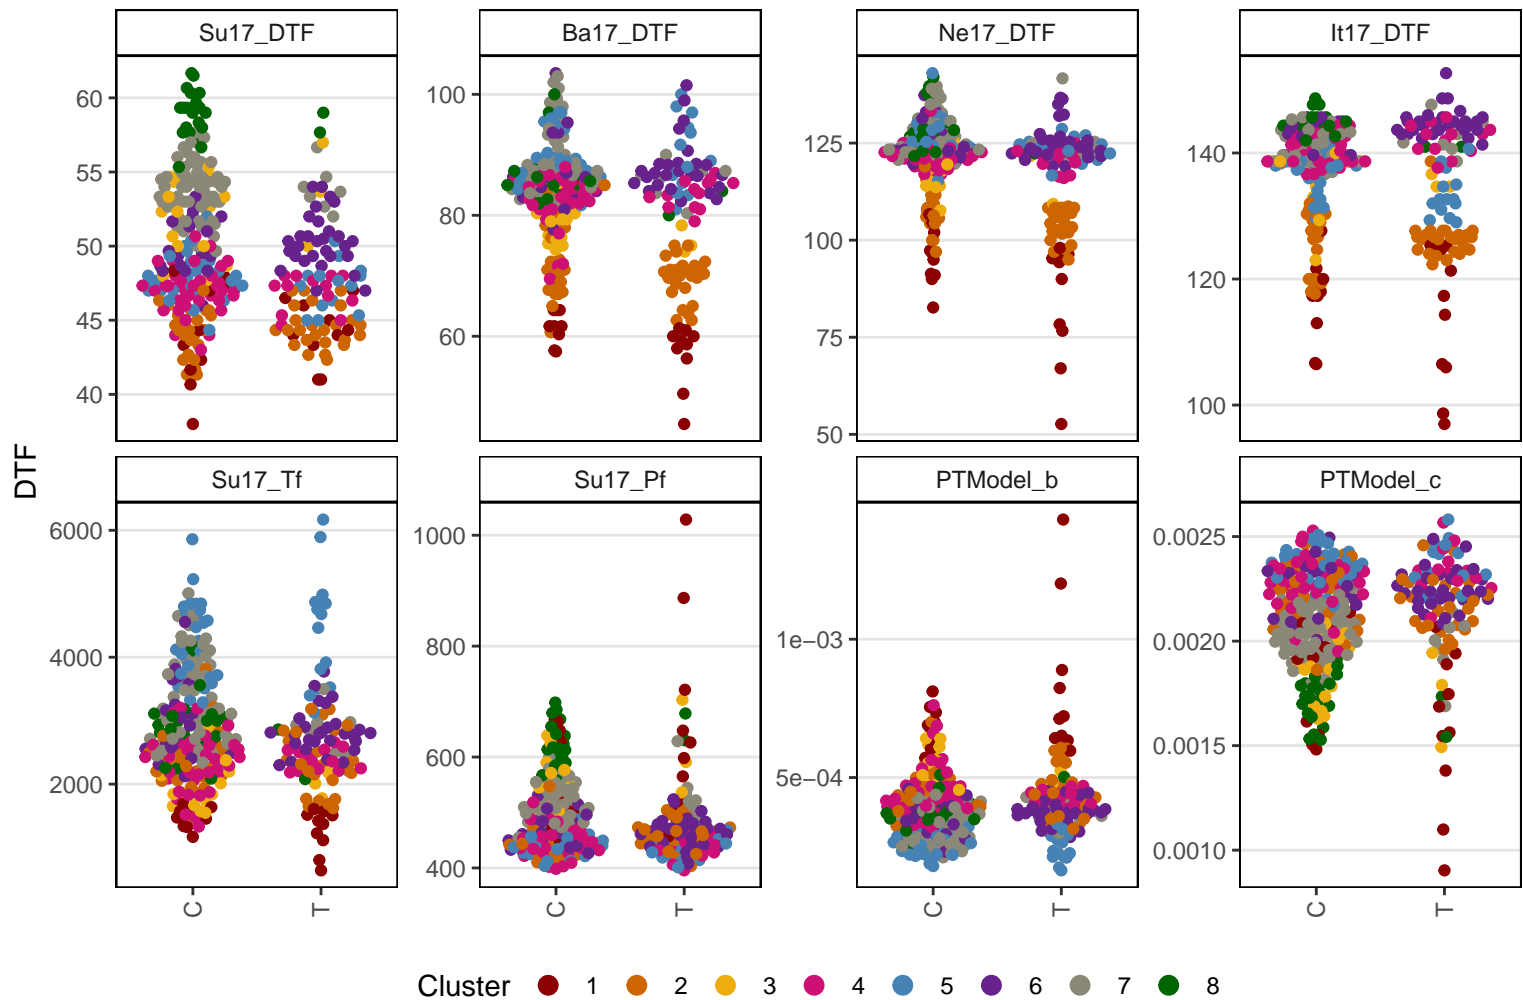 Su17_DTF Ba17_DTF Ne17_DTF It17_DTF
60 55 50 45 40
100 80 60
125 100 75 50
140 120 100
DTF
Su17_Tf Su17_Pf PTModel_b PTModel_c
6000 4000 2000
1000 800 600 400
1e−03 5e−04
0.0025 0.0020 0.0015 0.0010
C T C T C T C T
Cluster 1 2 3 4 5 6 7 8